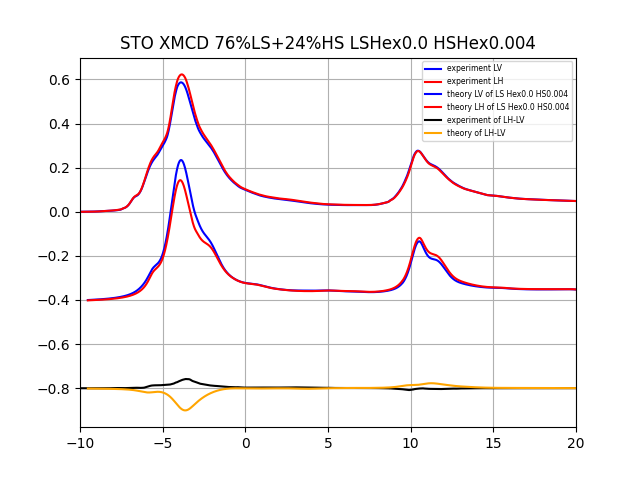 STO XMCD 76%LS+24%HS LSHex0.0 HSHex0.004
experiment LV
experiment LH
theory LV of LS Hex0.0 HS0.004
theory LH of LS Hex0.0 HS0.004
experiment of LH-LV
theory of LH-LV
0.6
0.4
0.2
0.0
−0.2
−0.4
−0.6
−0.8
−10 −5 0 5 10 15 20